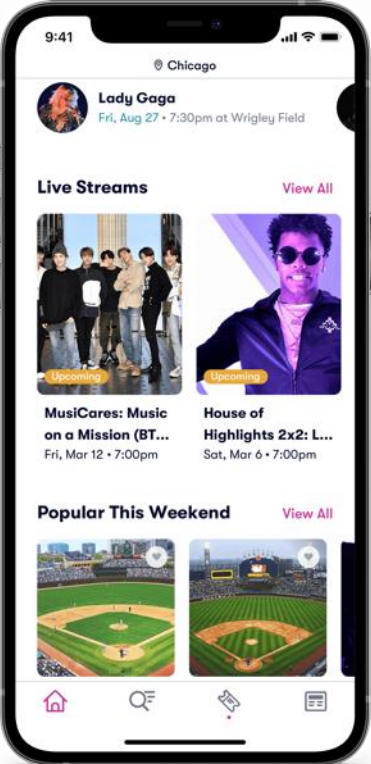 9:41
Chicago
Lady Gaga
Fri, Aug 27 • 7:30pm at Wrigley Field
Live Streams
View All
Upcoming
Upcoming
MusiCares: Music
on a Mission (BT...
Fri, Mar 12 • 7:00pm
House of
Highlights 2x2: L...
Sat, Mar 6 • 7:00pm
Popular This Weekend
View All